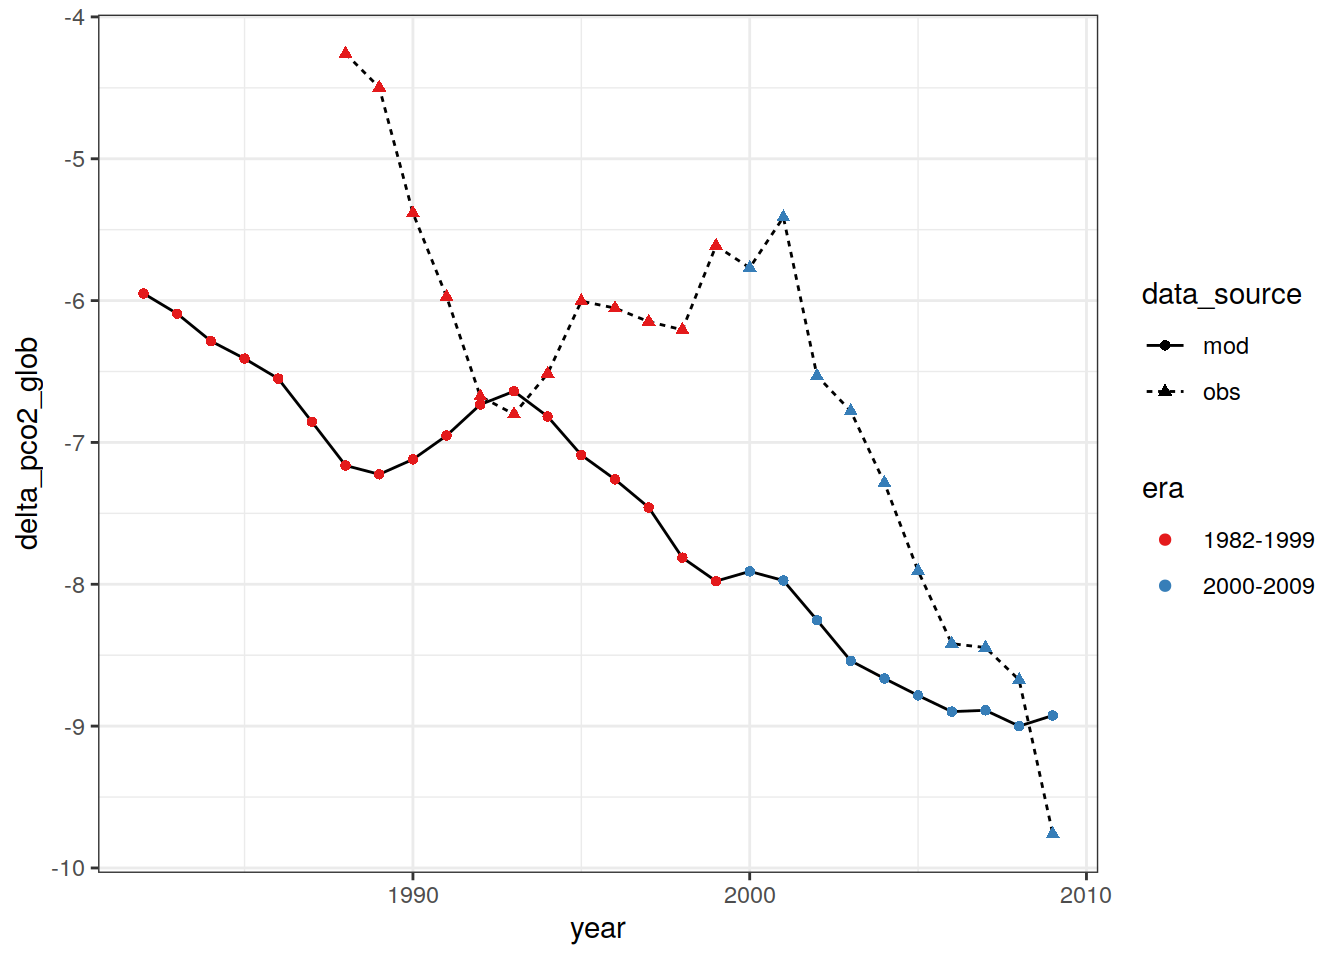 -4
-5
-6
-7
-8
-9
-10
delta_pco2_glob
1990
2000
2010
year
data_source
mod
obs
era
1982-1999
2000-2009